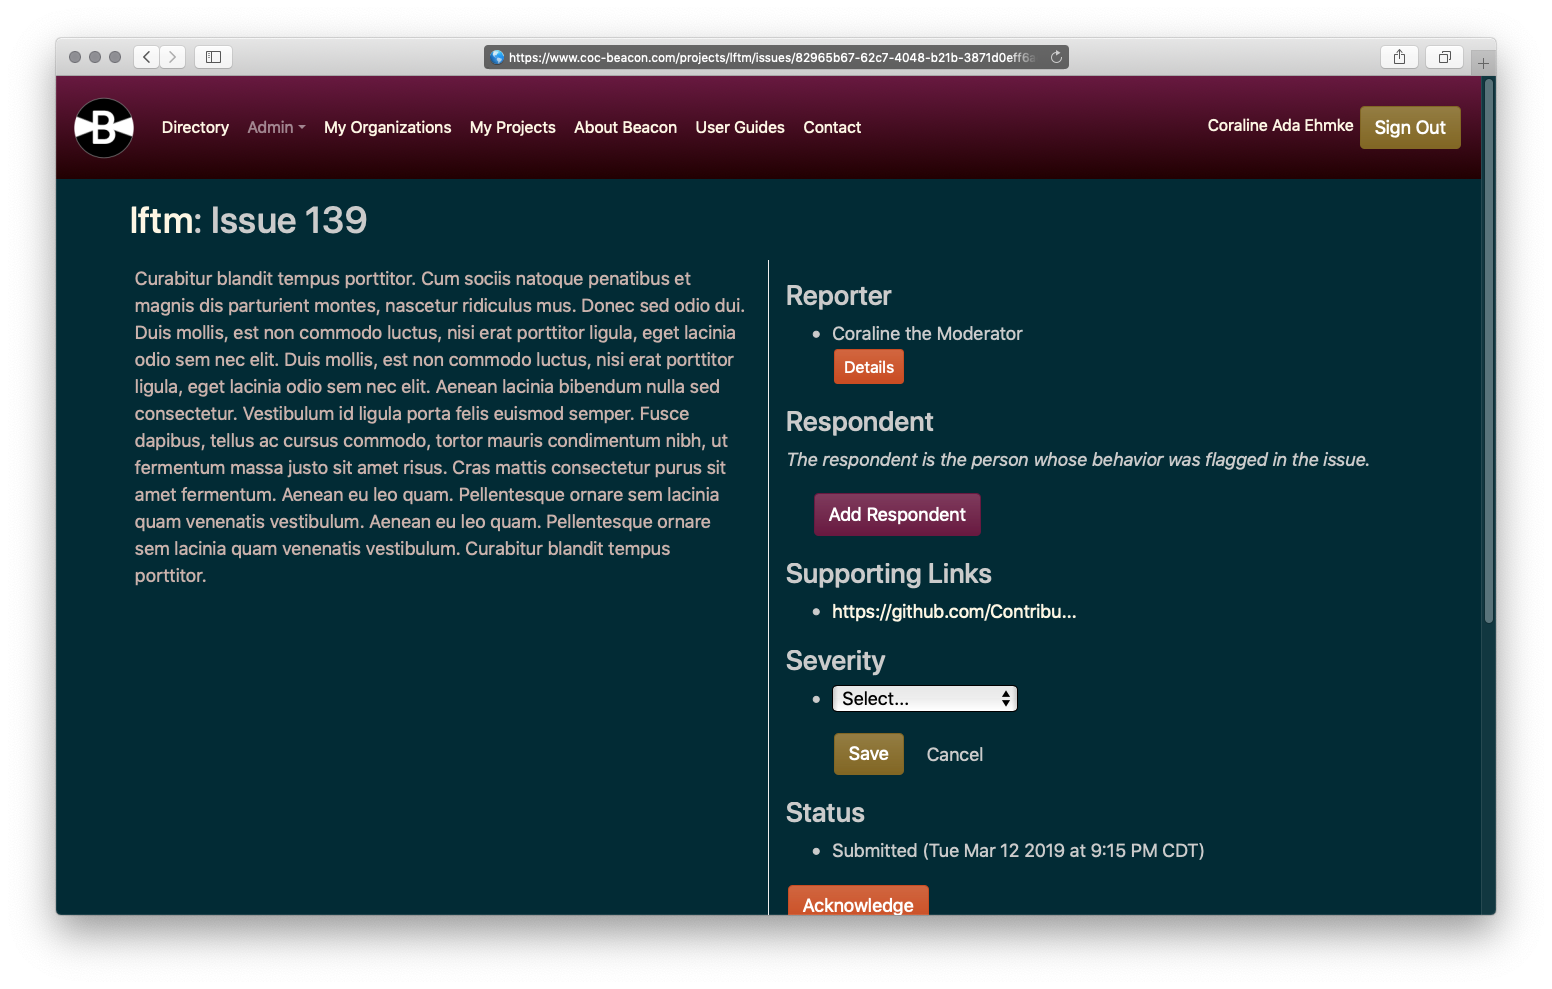 https://www.coc-beacon.com/projects/lftm/issues/82965b67-62c7-4048-b21b-3871d0eff6
B
Directory Admin My Organizations My Projects About Beacon User Guides Contact
Coraline Ada Ehmke Sign Out
lftm: Issue 139
Curabitur blandit tempus porttitor. Cum sociis natoque penatibus et
magnis dis parturient montes, nascetur ridiculus mus. Donec sed odio dui.
Duis mollis, est non commodo luctus, nisi erat porttitor ligula, eget lacinia
odio sem nec elit. Duis mollis, est non commodo luctus, nisi erat porttitor
ligula, eget lacinia odio sem nec elit. Aenean lacinia bibendum nulla sed
consectetur. Vestibulum id ligula porta felis euismod semper. Fusce
dapibus, tellus ac cursus commodo, tortor mauris condimentum nibh, ut
fermentum massa justo sit amet risus. Cras mattis consectetur purus sit
amet fermentum. Aenean eu leo quam. Pellentesque ornare sem lacinia
quam venenatis vestibulum. Aenean eu leo quam. Pellentesque ornare
sem lacinia quam venenatis vestibulum. Curabitur blandit tempus
porttitor.
Reporter
Coraline the Moderator
Details
Respondent
The respondent is the person whose behavior was flagged in the issue.
Add Respondent
Supporting Links
https://github.com/Contribu...
Severity
Select...
Save Cancel
Status
Submitted (Tue Mar 12 2019 at 9:15 PM CDT)
Acknowledge